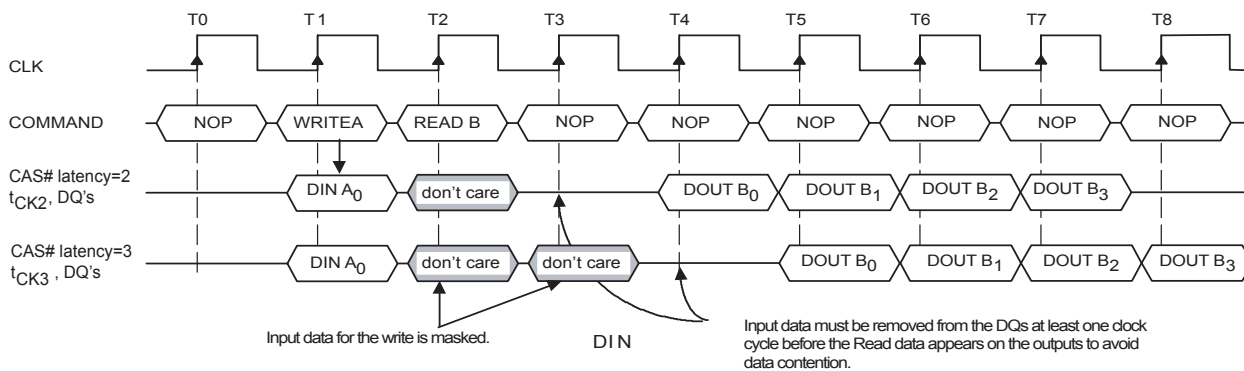 T0 T1 T2 T3 T4 T5 T6 T7 T8
CLK
COMMAND NOP WRITEA READ B NOP NOP NOP NOP NOP NOP
CAS# latency=2
tCK2, DQ's DIN A0 don't care DOUT B0 DOUT B1 DOUT B2 DOUT B3
CAS# latency=3
tCK3 , DQ's DIN A0 don't care don't care DOUT B0 DOUT B1 DOUT B2 DOUT B3
Input data for the write is masked.
DIN
Input data must be removed from the DQs at least one clock
cycle before the Read data appears on the outputs to avoid
data contention.